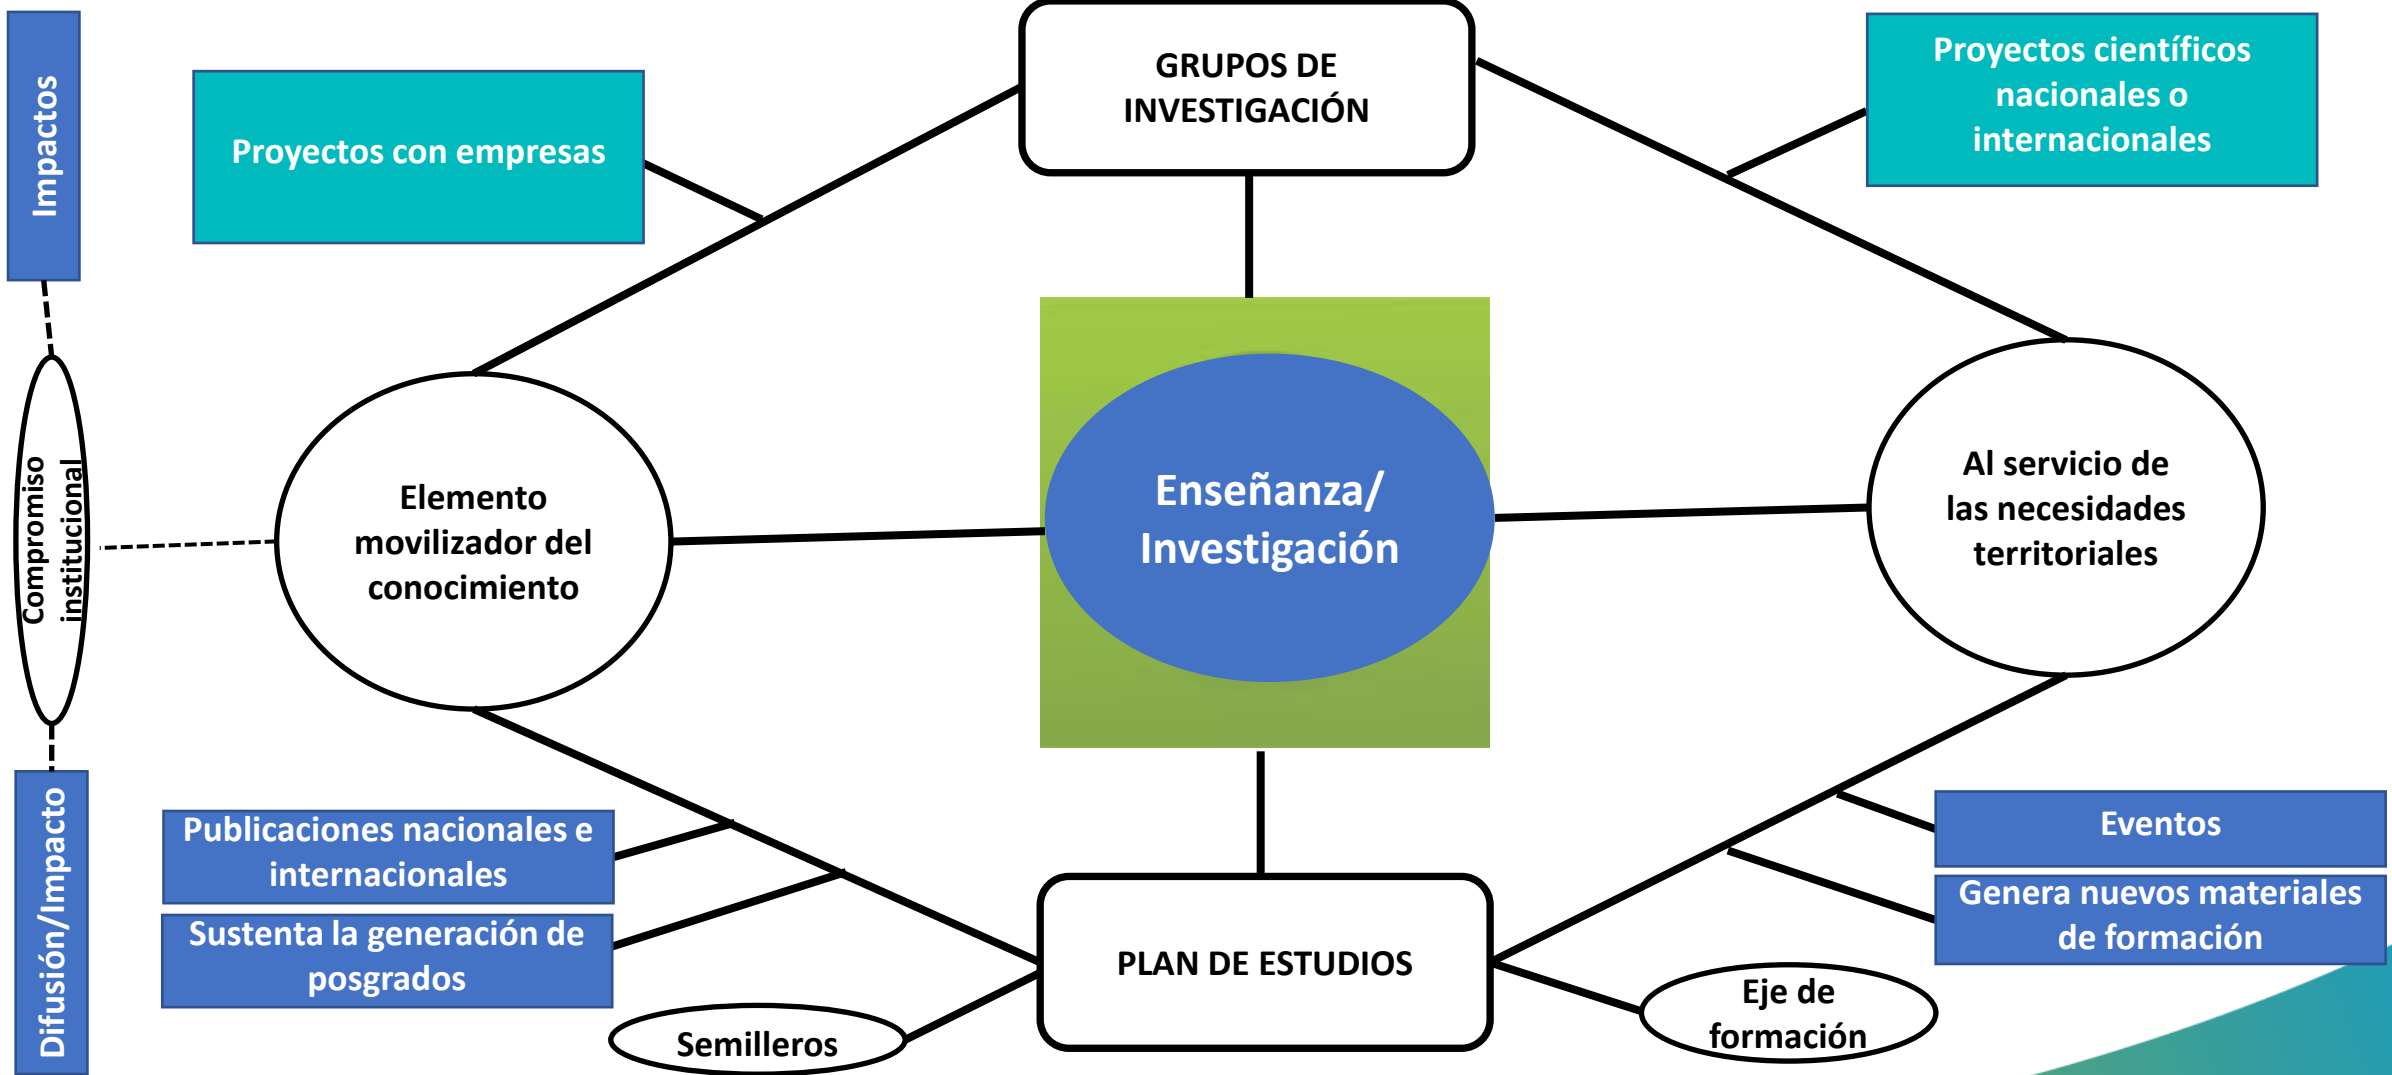 Impactos
Compromiso
institucional
Difusión/Impacto
GRUPOS DE
INVESTIGACIÓN
Proyectos con empresas
Proyectos científicos
nacionales o
internacionales
Elemento
movilizador del
conocimiento
Enseñanza/
Investigación
Al servicio de
las necesidades
territoriales
Publicaciones nacionales e
internacionales
Sustenta la generación de
posgrados
Semilleros
PLAN DE ESTUDIOS
Eventos
Genera nuevos materiales
de formación
Eje de
formación